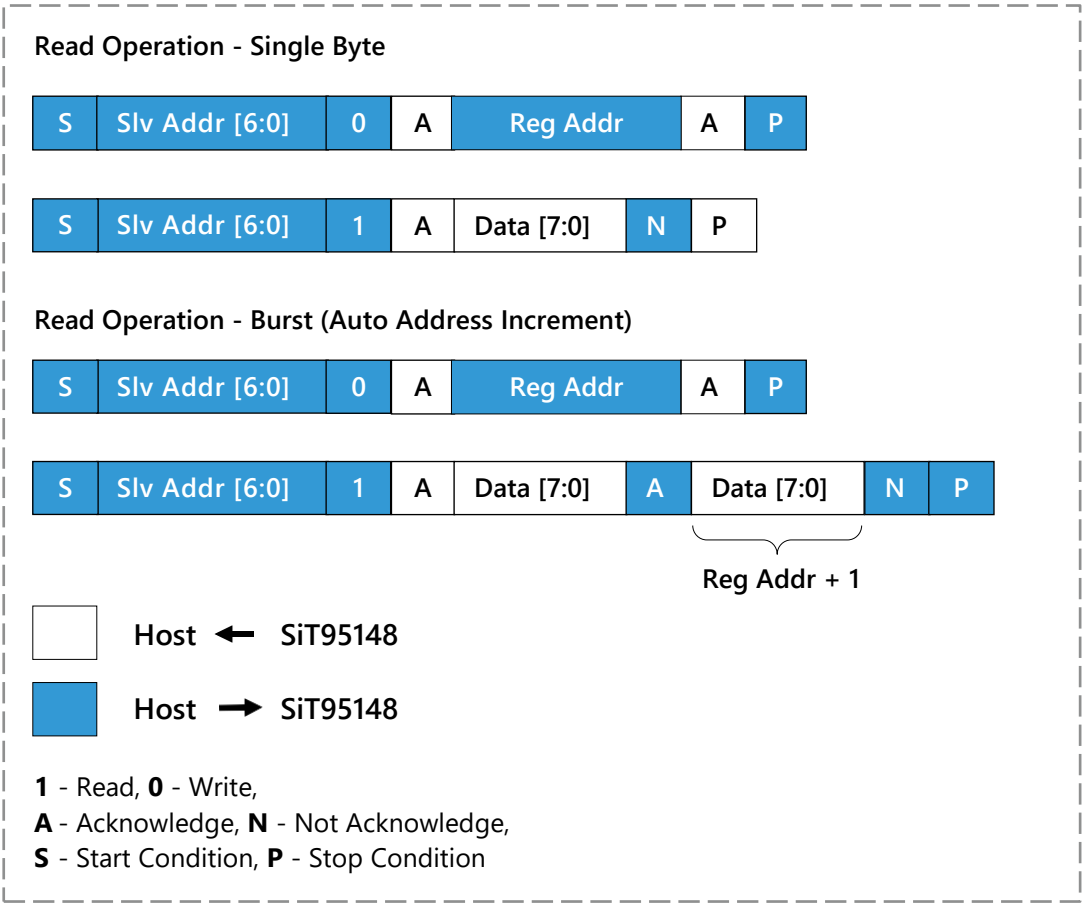 Read Operation - Single Byte
S Slv Addr [6:0] 0 A Reg Addr A P
S Slv Addr [6:0] 1 A Data [7:0] N P
Read Operation - Burst (Auto Address Increment)
S Slv Addr [6:0] 0 A Reg Addr A P
S Slv Addr [6:0] 1 A Data [7:0] A Data [7:0] N P
Reg Addr + 1
Host ← SiT95148
Host → SiT95148
1 - Read, 0 - Write,
A - Acknowledge, N - Not Acknowledge,
S - Start Condition, P - Stop Condition